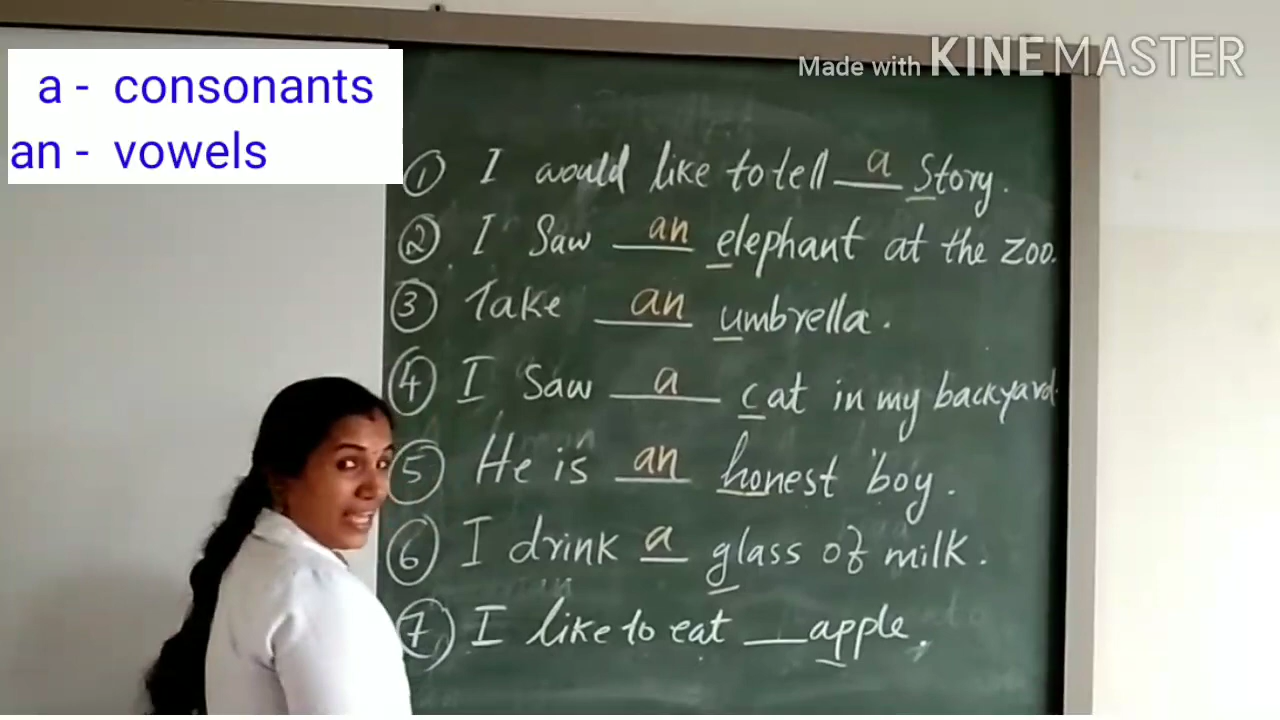 a - consonants
an - vowels
Made with KINEMASTER
① I would like to tell a Story.
② I Saw an elephant at the zoo.
③ Take an umbrella.
④ I Saw a cat in my backyard.
⑤ He is an honest boy.
⑥ I drink a glass of milk.
⑦ I like to eat __ apple.